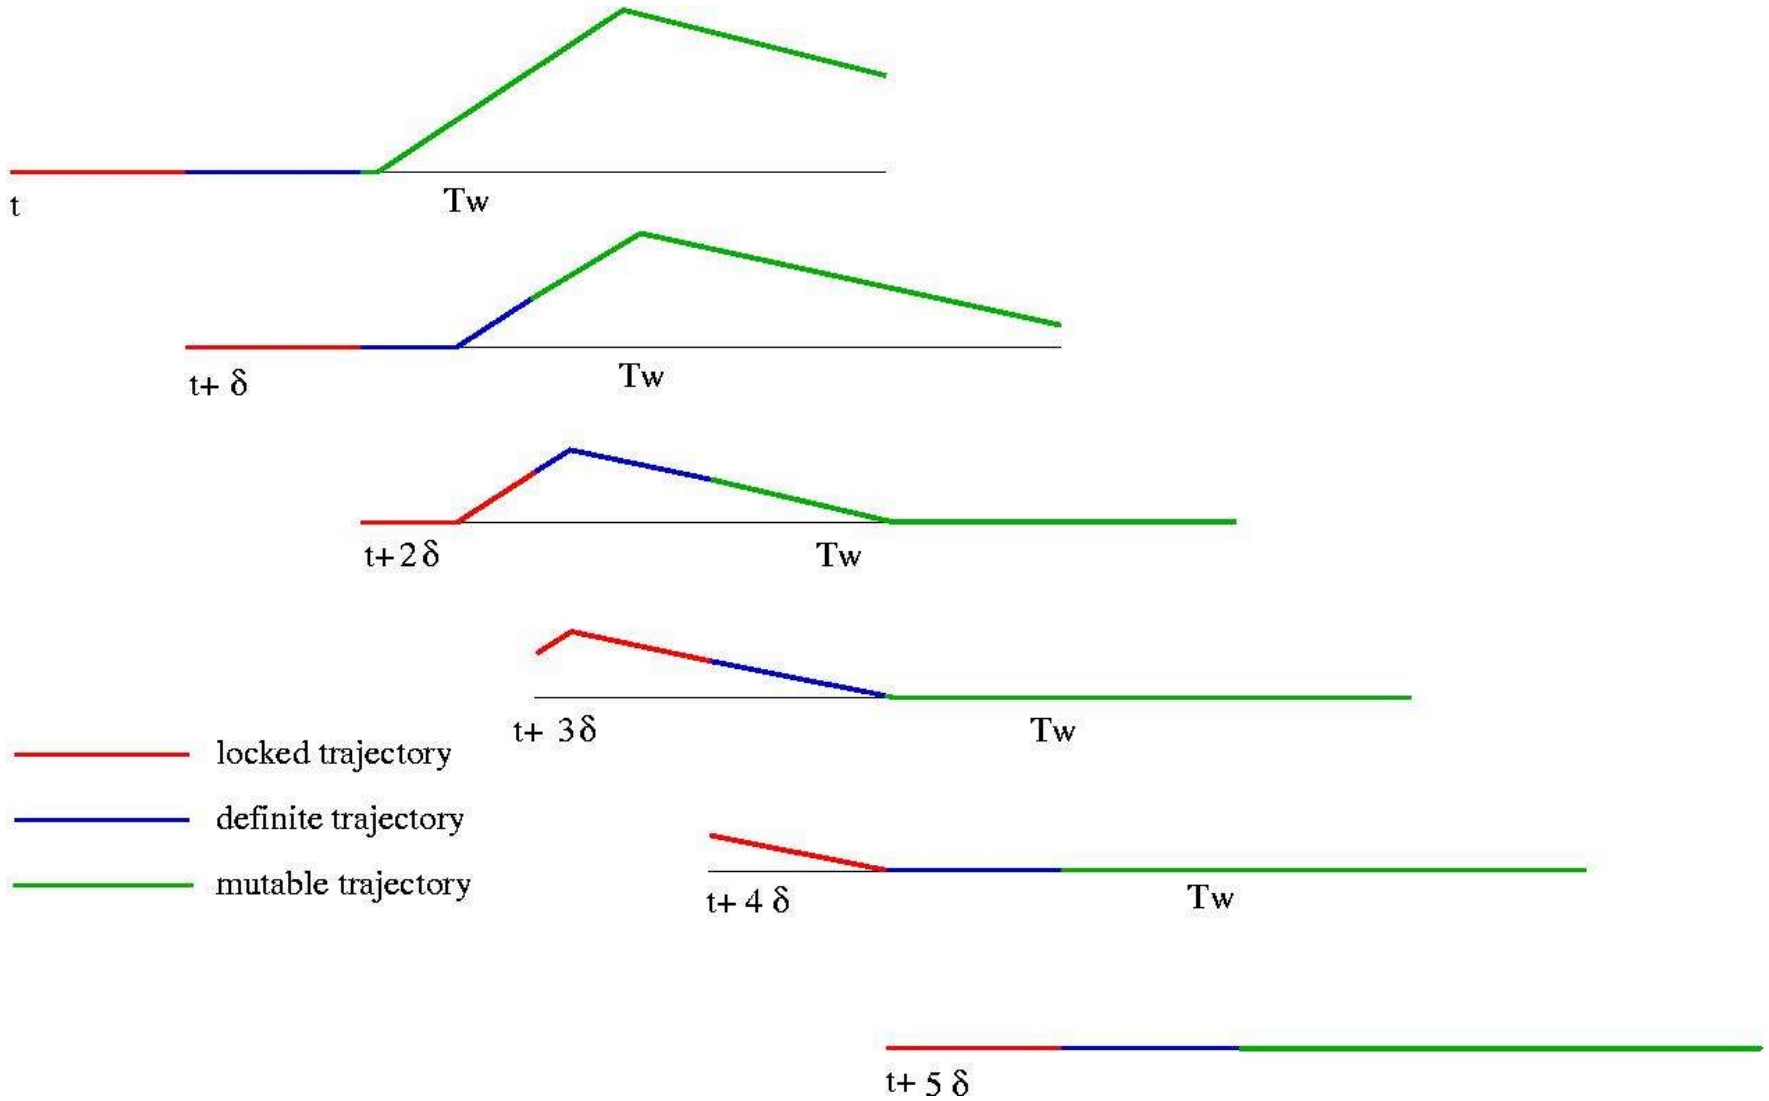 t
Tw
t+ δ
Tw
t+2δ
Tw
t+ 3δ
Tw
locked trajectory
definite trajectory
mutable trajectory
t+ 4 δ
Tw
t+ 5 δ